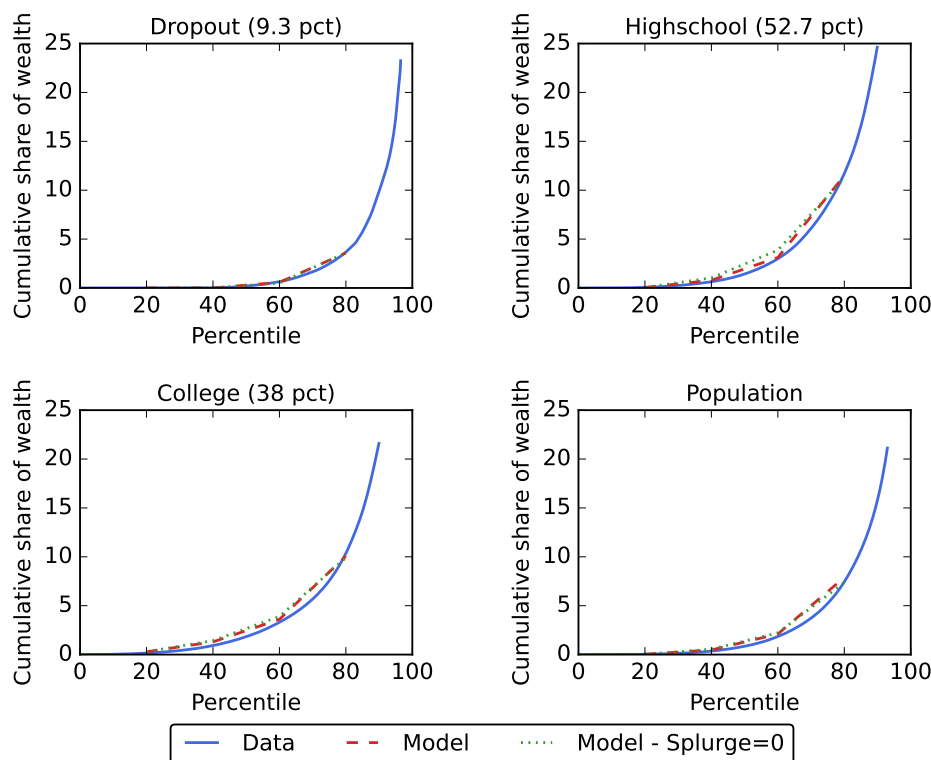 Dropout (9.3 pct)
Cumulative share of wealth
25
20
15
10
5
0
0 20 40 60 80 100
Percentile
Highschool (52.7 pct)
Cumulative share of wealth
25
20
15
10
5
0
0 20 40 60 80 100
Percentile
College (38 pct)
Cumulative share of wealth
25
20
15
10
5
0
0 20 40 60 80 100
Percentile
Population
Cumulative share of wealth
25
20
15
10
5
0
0 20 40 60 80 100
Percentile
Data Model Model - Splurge=0